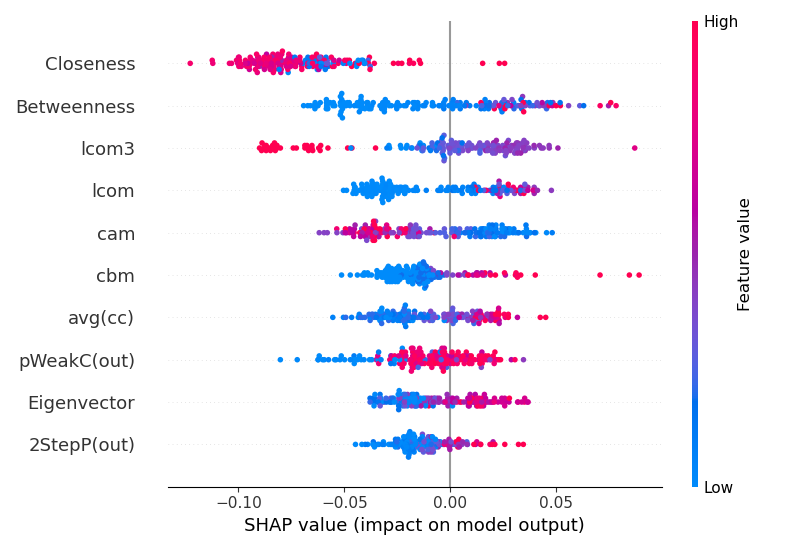 High
Closeness
Betweenness
lcom3
lcom
cam
cbm
avg(cc)
pWeakC(out)
Eigenvector
2StepP(out)
Feature value
Low
−0.10
−0.05
0.00
0.05
SHAP value (impact on model output)